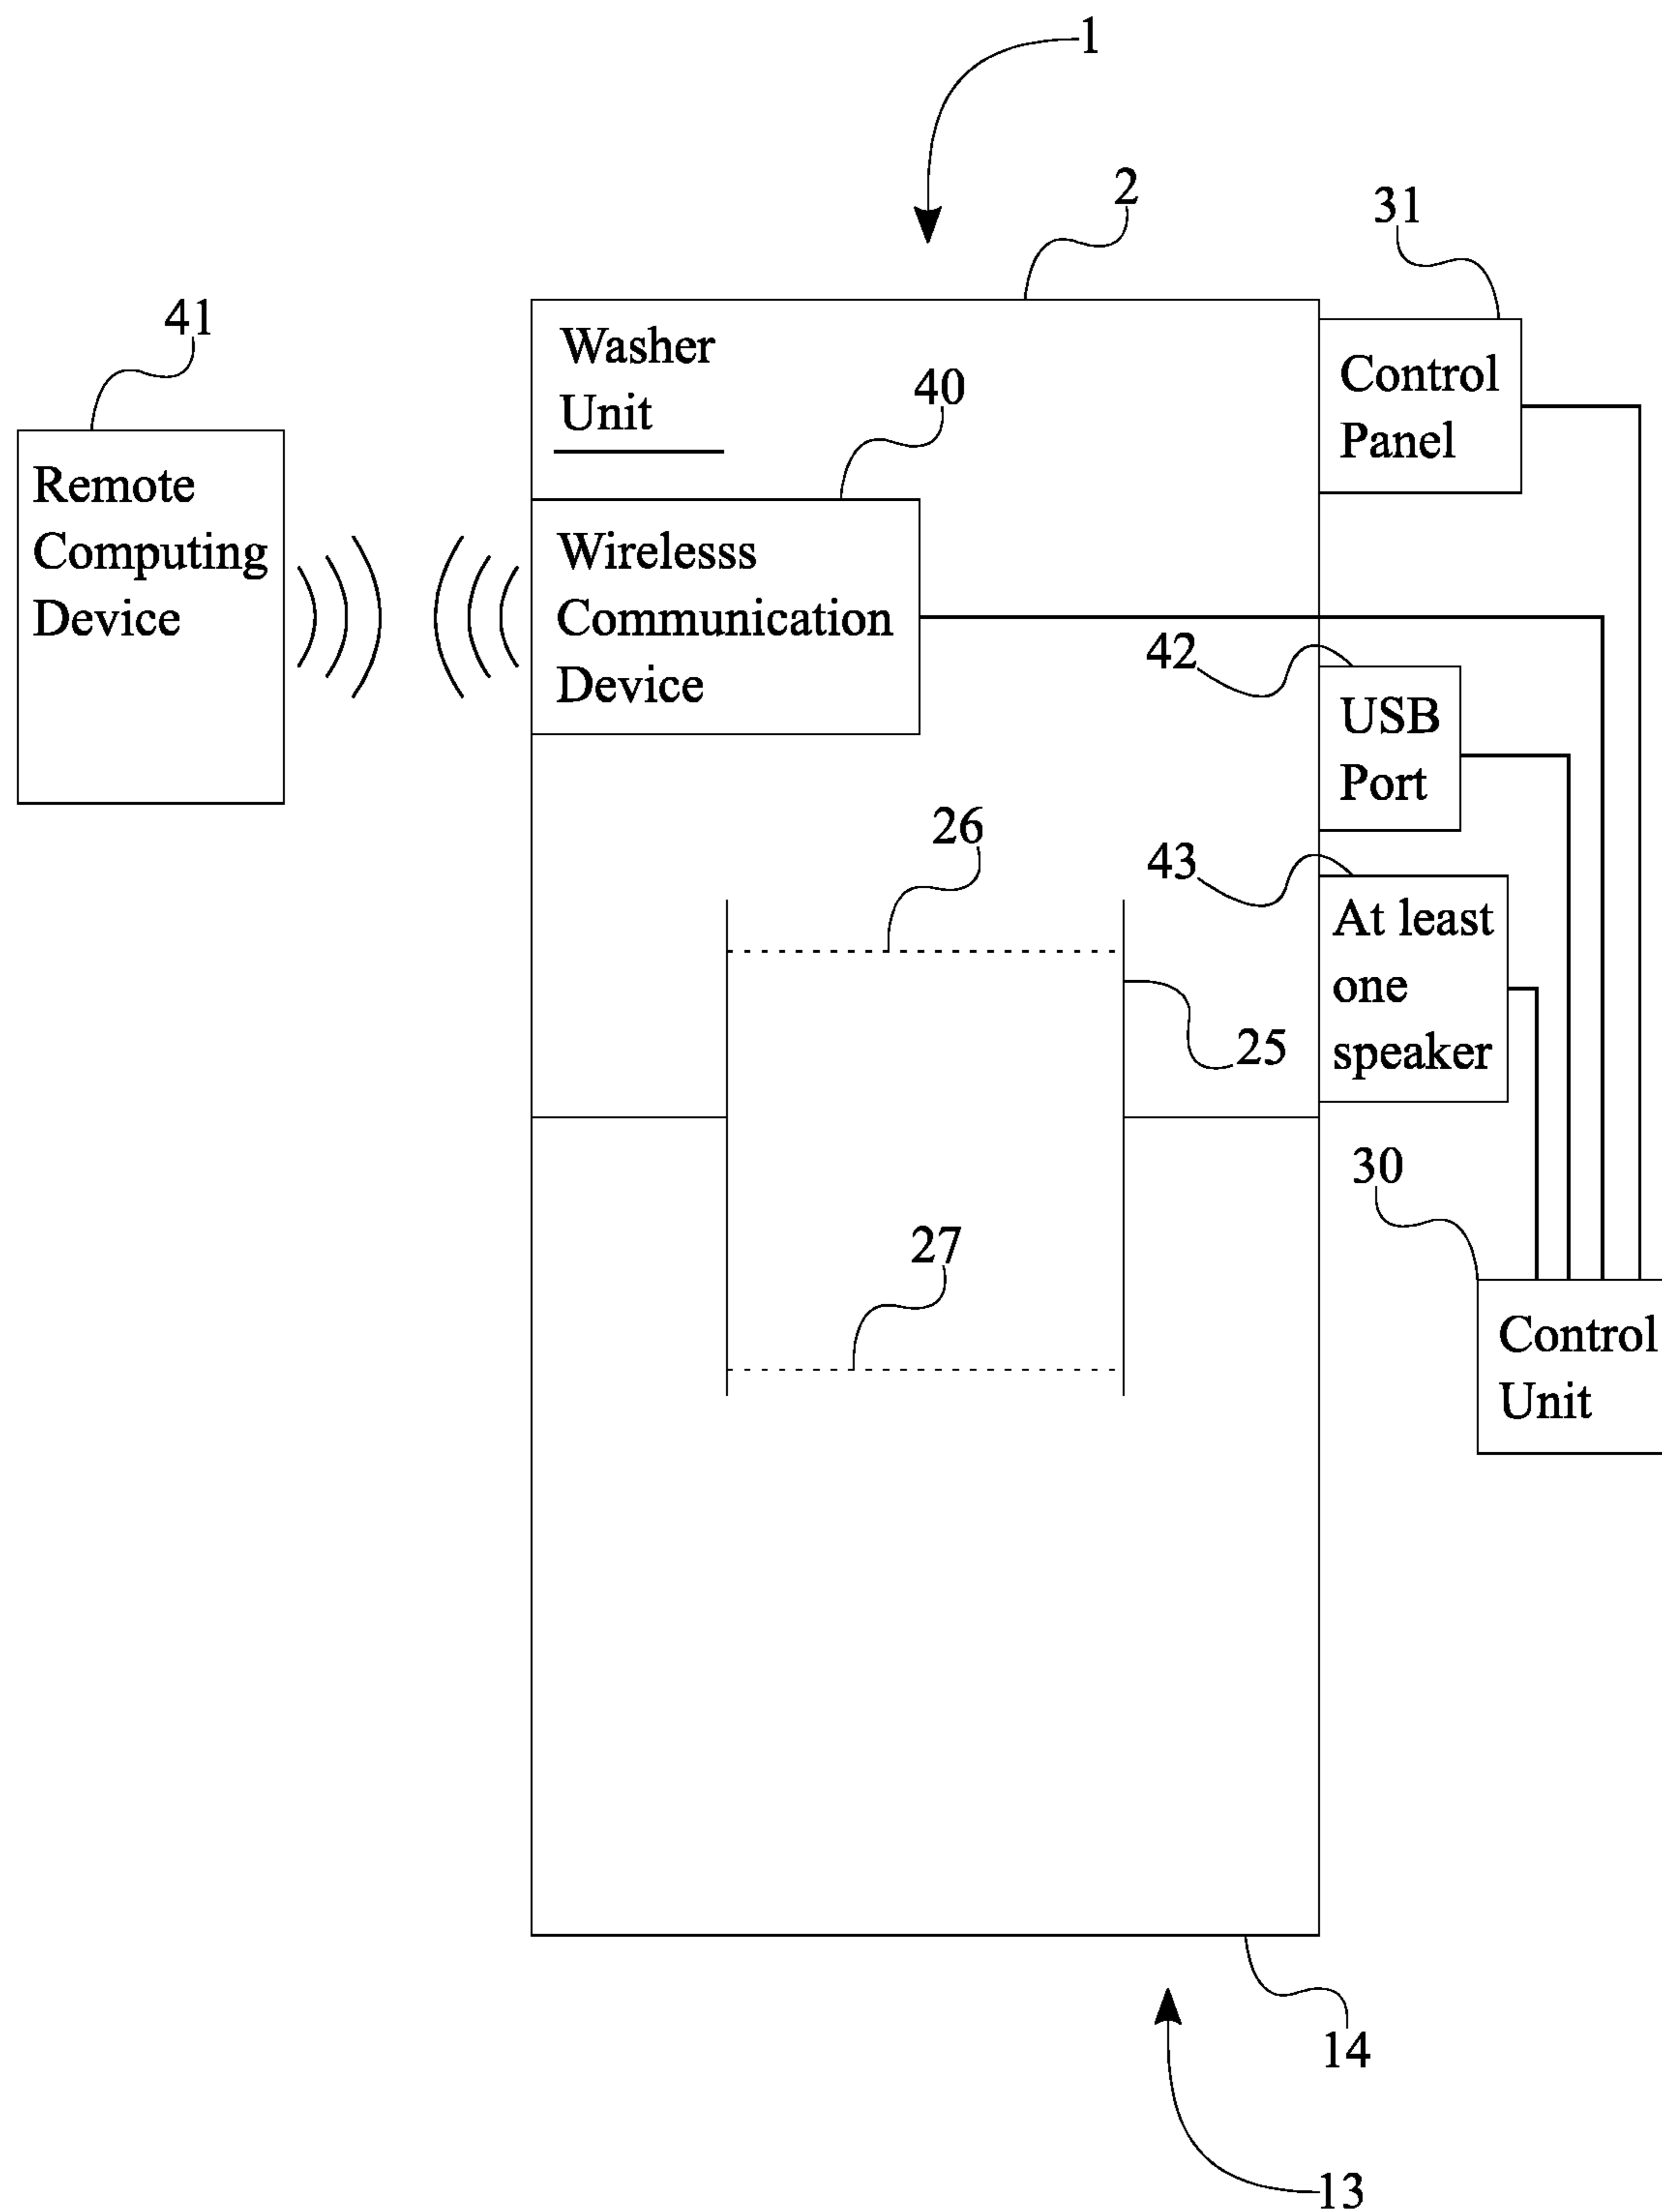 1
2
31
41
Washer
Unit
40
Control
Panel
Remote
Computing
Device
Wirelesss
Communication
Device
42
USB
Port
26
43
At least
one
speaker
25
30
27
Control
Unit
14
13